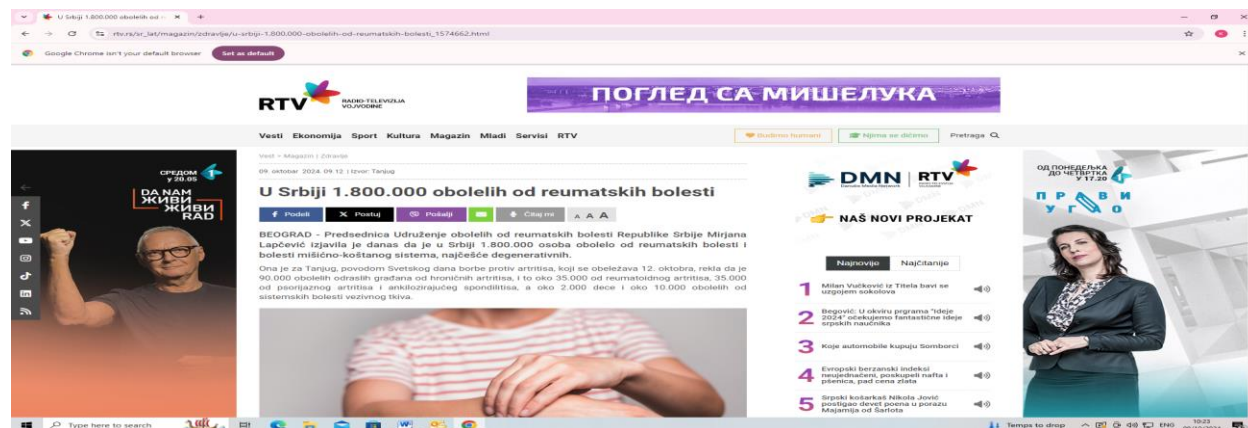 U Srbiji 1.800.000 obolelih od
rtv.rs/sr_lat/magazin/zdravlje/u-srbiji-1.800.000-obolelih-od-reumatskih-bolesti_1574662.html
Google Chrome isn't your default browser
Set as default
RTV
RADIO-TELEVIZIJA
VOJVODINE
ПОГЛЕД СА МИШЕЛУКА
Vesti Ekonomija Sport Kultura Magazin Mladi Servisi RTV
Budimo humani
Njima se dičimo
Pretraga
Vest > Magazin | Zdravlje
09. oktobar 2024. 09.12 | Izvor: Tanjug
U Srbiji 1.800.000 obolelih od reumatskih bolesti
Podeli
Postuj
Pošalji
Čitaj mi
A A A
BEOGRAD - Predsednica Udruženje obolelih od reumatskih bolesti Republike Srbije Mirjana
Lapčević izjavila je danas da je u Srbiji 1.800.000 osoba obolelo od reumatskih bolesti i
bolesti mišićno-koštanog sistema, najčešće degenerativnih.
Ona je za Tanjug, povodom Svetskog dana borbe protiv artritisa, koji se obeležava 12. oktobra, rekla da je
90.000 obolelih odraslih građana od hroničnih artritisa, i to oko 35.000 od reumatoidnog artritisa, 35.000
od psorijaznog artritisa i ankilozirajućeg spondilitisa, a oko 2.000 dece i oko 10.000 obolelih od
sistemskih bolesti vezivnog tkiva.
СРЕДОМ
у 20.05
DA NAM
ЖИВИ
ЖИВИ
RAD
DMN
RTV
NAŠ NOVI PROJEKAT
Najnovije
Najčitanije
1 Milan Vučković iz Titela bavi se
uzgojem sokolova
2 Begović: U okviru prgrama "Ideje
2024" očekujemo fantastične ideje
srpskih naučnika
3 Koje automobile kupuju Somborci
4 Evropski berzanski indeksi
neujednačeni, poskupeli nafta i
pšenica, pad cena zlata
5 Srpski košarkaš Nikola Jović
postigao devet poena u porazu
Majamija od Šarlota
ОД ПОНЕДЕЉКА
ДО ЧЕТВРТКА
У 17.20
ПРАВИ
УГАО
Type here to search
Temps to drop
ENG
10:23